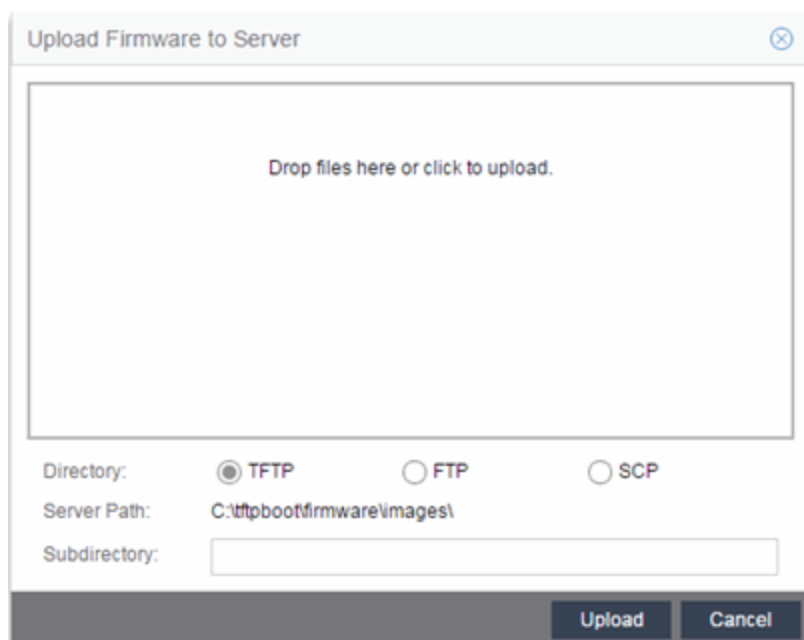 Upload Firmware to Server
Drop files here or click to upload.
Directory: TFTP FTP SCP
Server Path: C:\tftpboot\firmware\images\
Subdirectory:
Upload Cancel